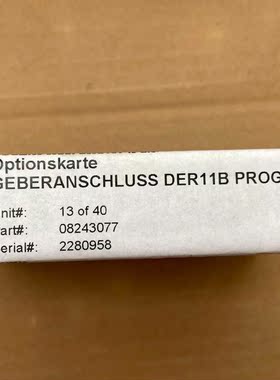 Optionskarte
GEBERANSCHLUSS DER11B PROG
nit#: 13 of 40
art#: 08243077
erial#: 2280958